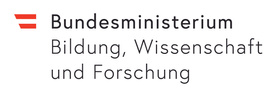 Bundesministerium
Bildung, Wissenschaft
und Forschung